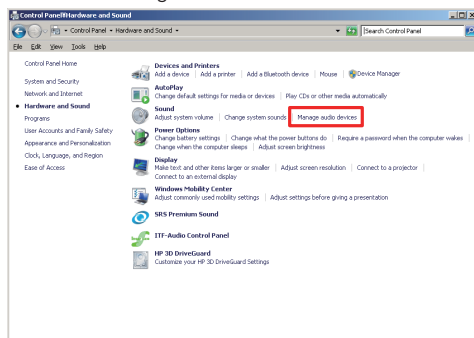 Control Panel\Hardware and Sound
Control Panel Hardware and Sound Search Control Panel
File Edit View Tools Help
Control Panel Home
System and Security
Network and Internet
Hardware and Sound
Programs
User Accounts and Family Safety
Appearance and Personalization
Clock, Language, and Region
Ease of Access
Devices and Printers
Add a device Add a printer Add a Bluetooth device Mouse Device Manager
AutoPlay
Change default settings for media or devices Play CDs or other media automatically
Sound
Adjust system volume Change system sounds Manage audio devices
Power Options
Change battery settings Change what the power buttons do Require a password when the computer wakes
Change when the computer sleeps Adjust screen brightness
Display
Make text and other items larger or smaller Adjust screen resolution Connect to a projector
Connect to an external display
Windows Mobility Center
Adjust commonly used mobility settings Adjust settings before giving a presentation
SRS Premium Sound
ITF-Audio Control Panel
HP 3D DriveGuard
Customize your HP 3D DriveGuard Settings